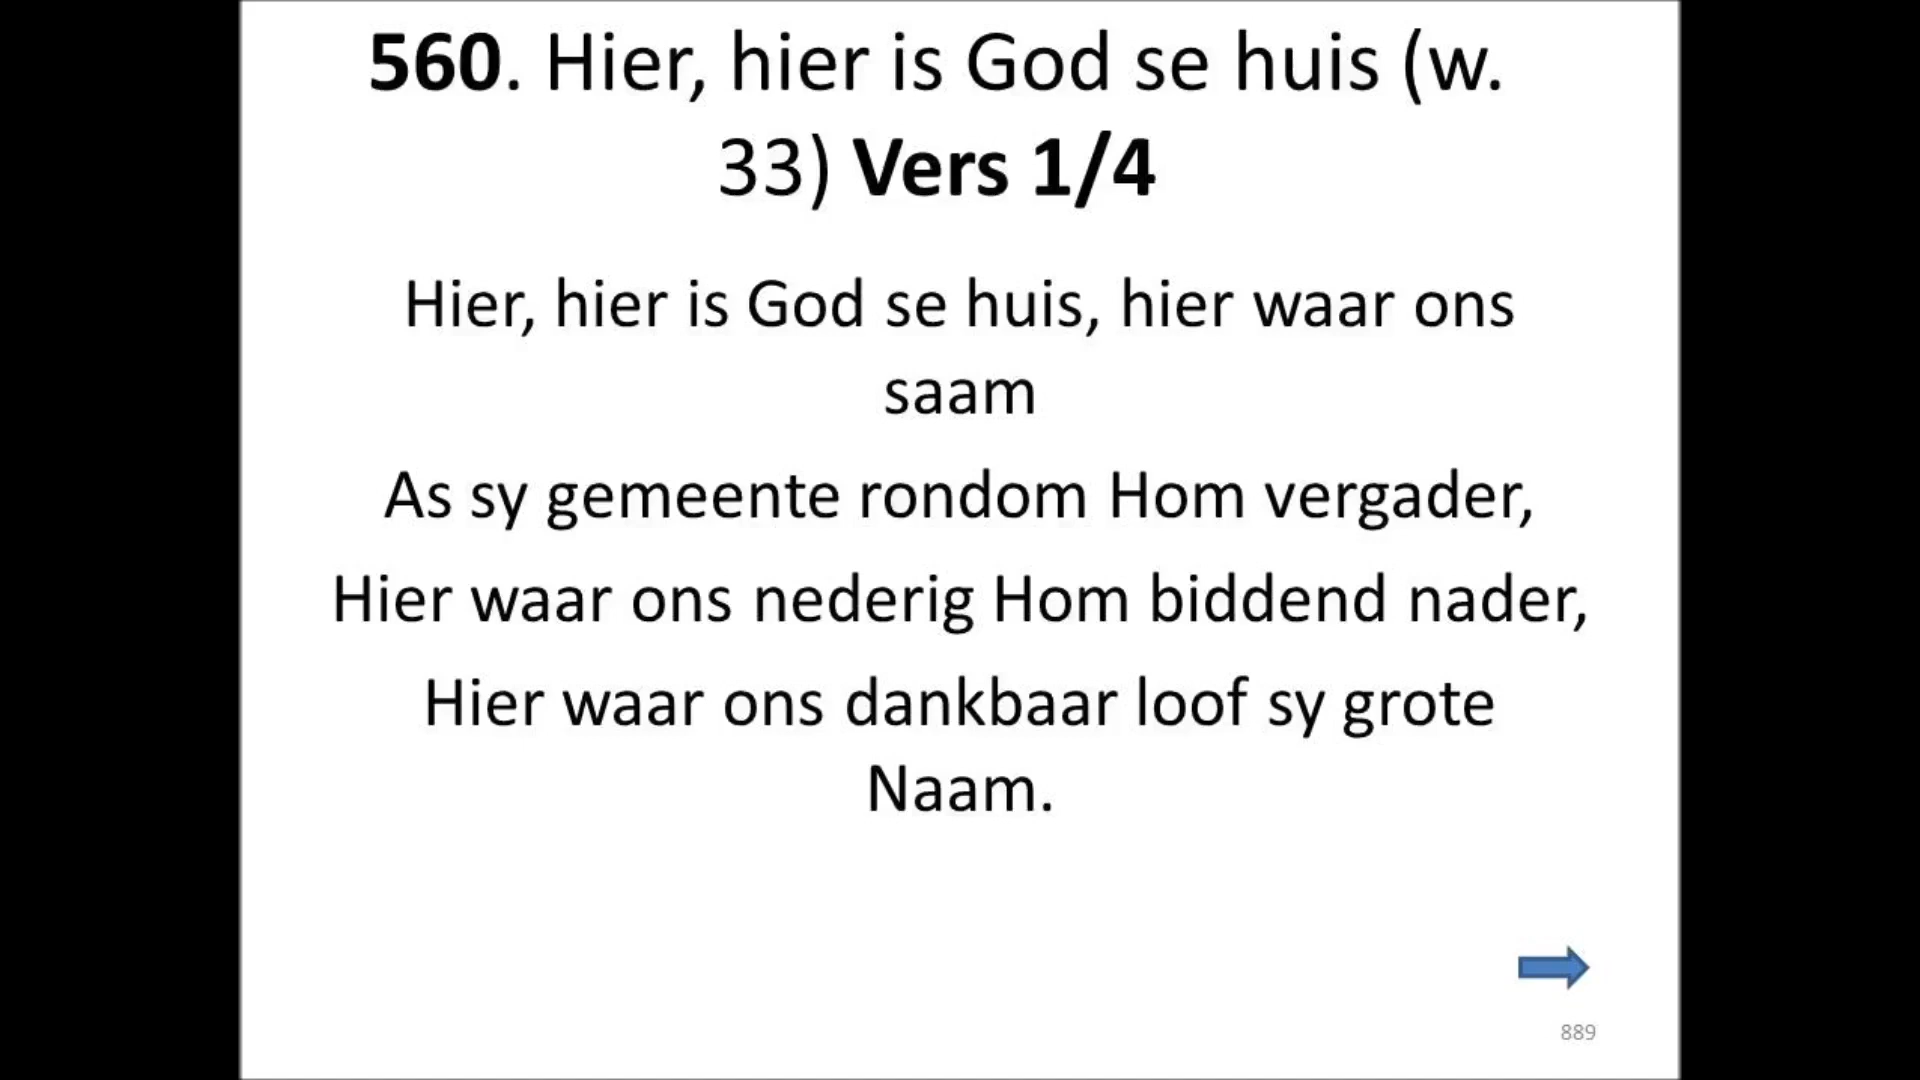 560. Hier, hier is God se huis (w.
33) Vers 1/4
Hier, hier is God se huis, hier waar ons
saam
As sy gemeente rondom Hom vergader,
Hier waar ons nederig Hom biddend nader,
Hier waar ons dankbaar loof sy grote
Naam.
889